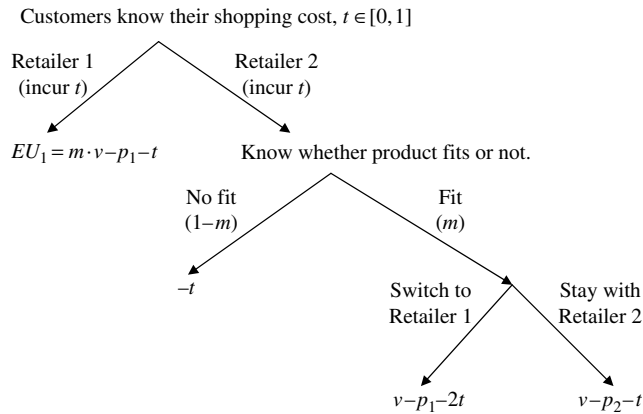 Customers know their shopping cost, t ∈ [0, 1]
Retailer 1
(incur t)
Retailer 2
(incur t)
EU₁ = m · v – p₁ – t
Know whether product fits or not.
No fit
(1–m)
Fit
(m)
–t
Switch to
Retailer 1
Stay with
Retailer 2
v–p₁–2t
v–p₂–t